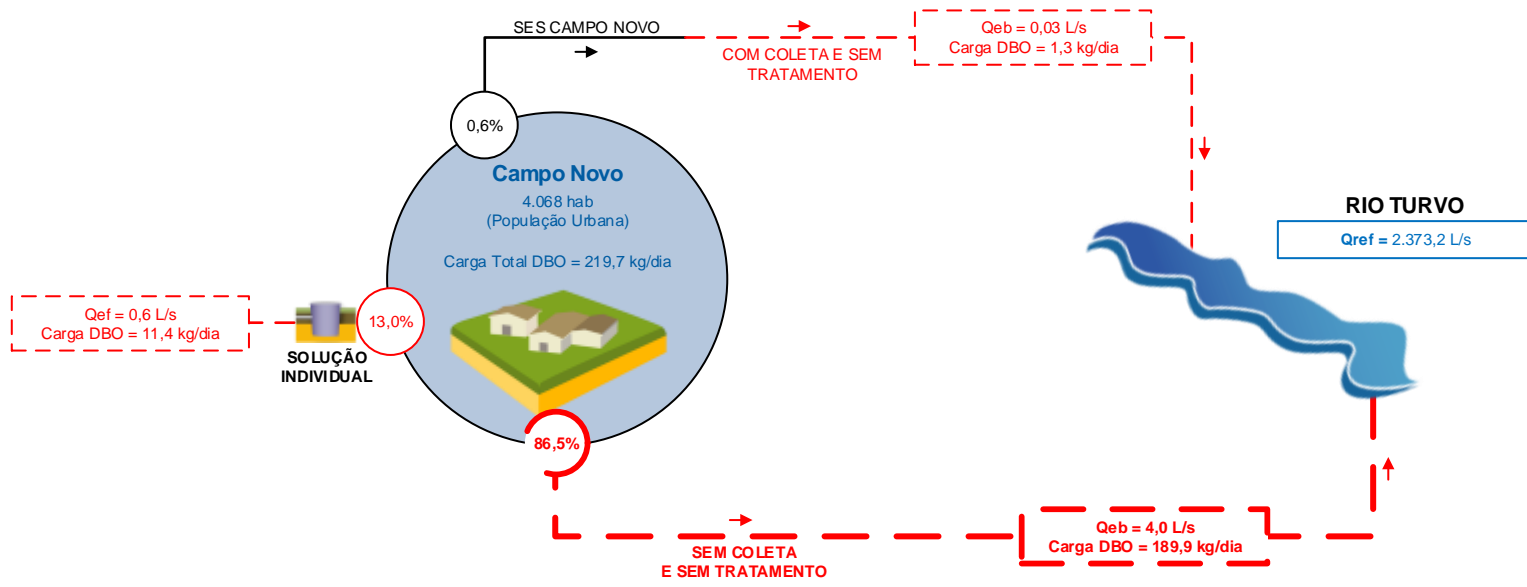 SES CAMPO NOVO
COM COLETA E SEM
TRATAMENTO
Qeb = 0,03 L/s
Carga DBO = 1,3 kg/dia
0,6%
Campo Novo
4.068 hab
(População Urbana)
Carga Total DBO = 219,7 kg/dia
RIO TURVO
Qref = 2.373,2 L/s
Qef = 0,6 L/s
Carga DBO = 11,4 kg/dia
SOLUÇÃO
INDIVIDUAL
13,0%
86,5%
SEM COLETA
E SEM TRATAMENTO
Qeb = 4,0 L/s
Carga DBO = 189,9 kg/dia